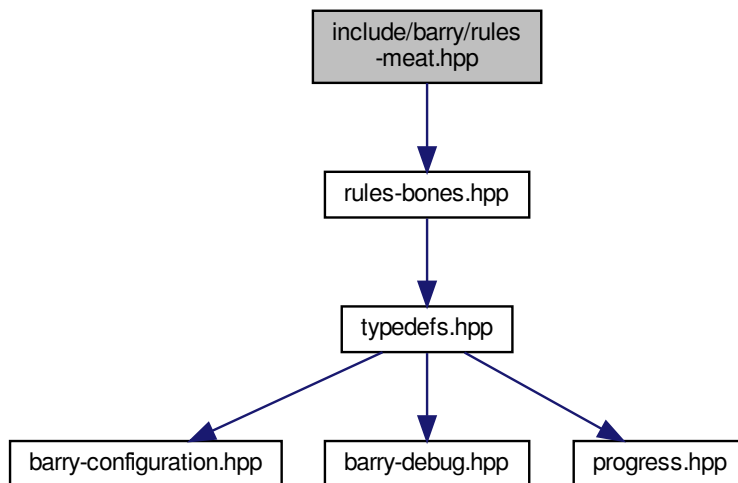 include/barry/rules
-meat.hpp
rules-bones.hpp
typedefs.hpp
barry-configuration.hpp
barry-debug.hpp
progress.hpp